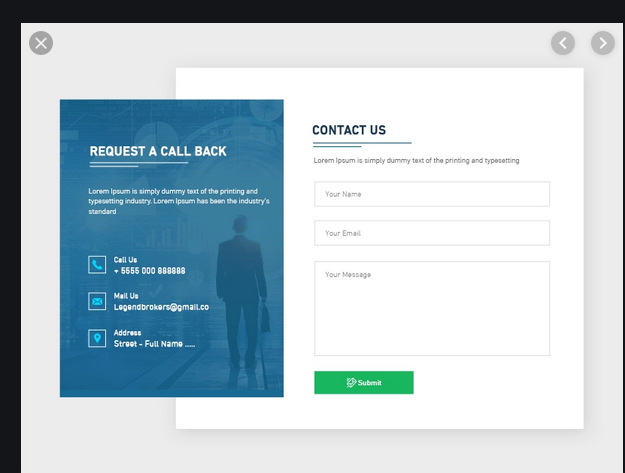 REQUEST A CALL BACK
Lorem Ipsum is simply dummy text of the printing and
typesetting industry. Lorem Ipsum has been the industry's
standard
Call Us
+ 5555 000 888888
Mail Us
Legendbrokers@gmail.co
Address
Street - Full Name .....
CONTACT US
Lorem Ipsum is simply dummy text of the printing and typesetting
Your Name
Your Email
Your Message
Submit